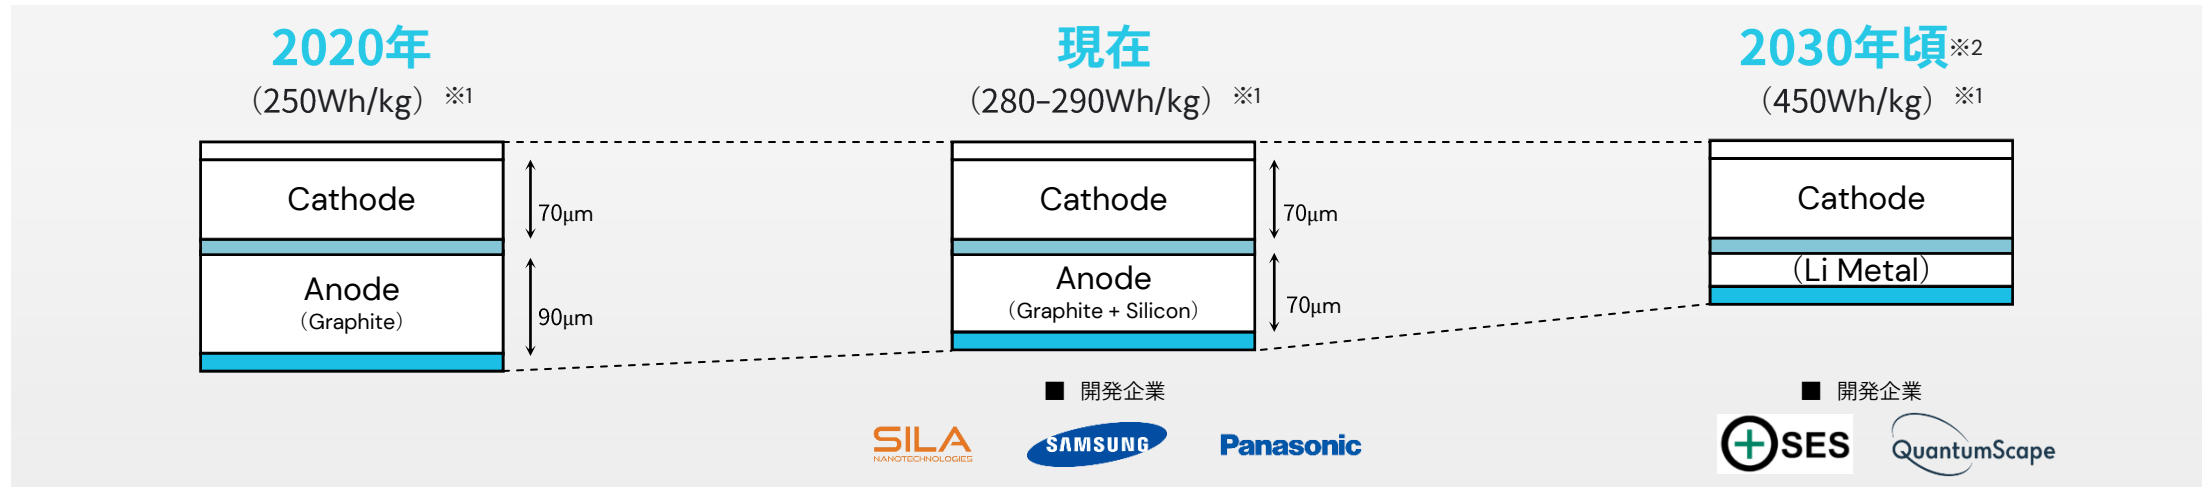 2020年
（250Wh/kg）※1
Cathode
70μm
Anode
（Graphite）
90μm
現在
（280-290Wh/kg）※1
Cathode
70μm
Anode
（Graphite + Silicon）
70μm
■ 開発企業
SILA
NANOTECHNOLOGIES
SAMSUNG
Panasonic
2030年頃※2
（450Wh/kg）※1
Cathode
（Li Metal）
■ 開発企業
SES
QuantumScape